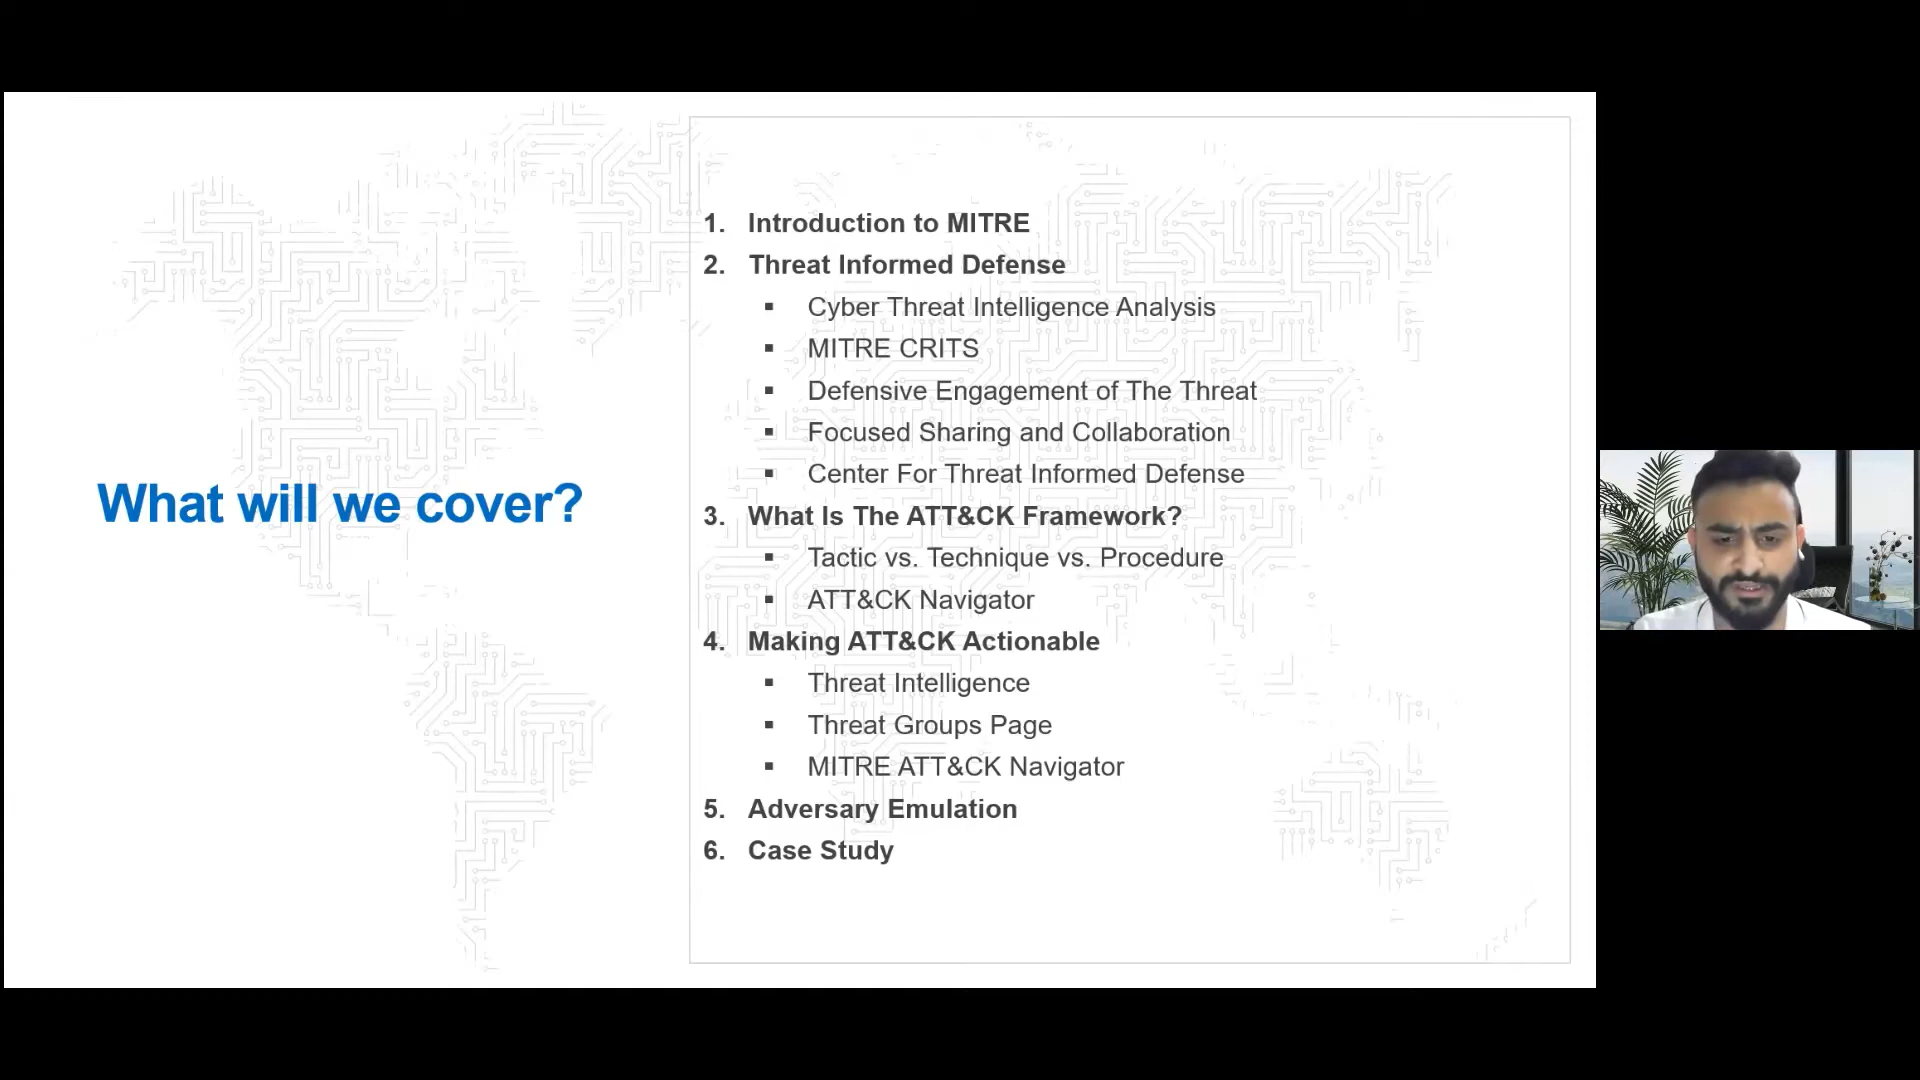 What will we cover?
1. Introduction to MITRE
2. Threat Informed Defense
▪ Cyber Threat Intelligence Analysis
▪ MITRE CRITS
▪ Defensive Engagement of The Threat
▪ Focused Sharing and Collaboration
▪ Center For Threat Informed Defense
3. What Is The ATT&CK Framework?
▪ Tactic vs. Technique vs. Procedure
▪ ATT&CK Navigator
4. Making ATT&CK Actionable
▪ Threat Intelligence
▪ Threat Groups Page
▪ MITRE ATT&CK Navigator
5. Adversary Emulation
6. Case Study